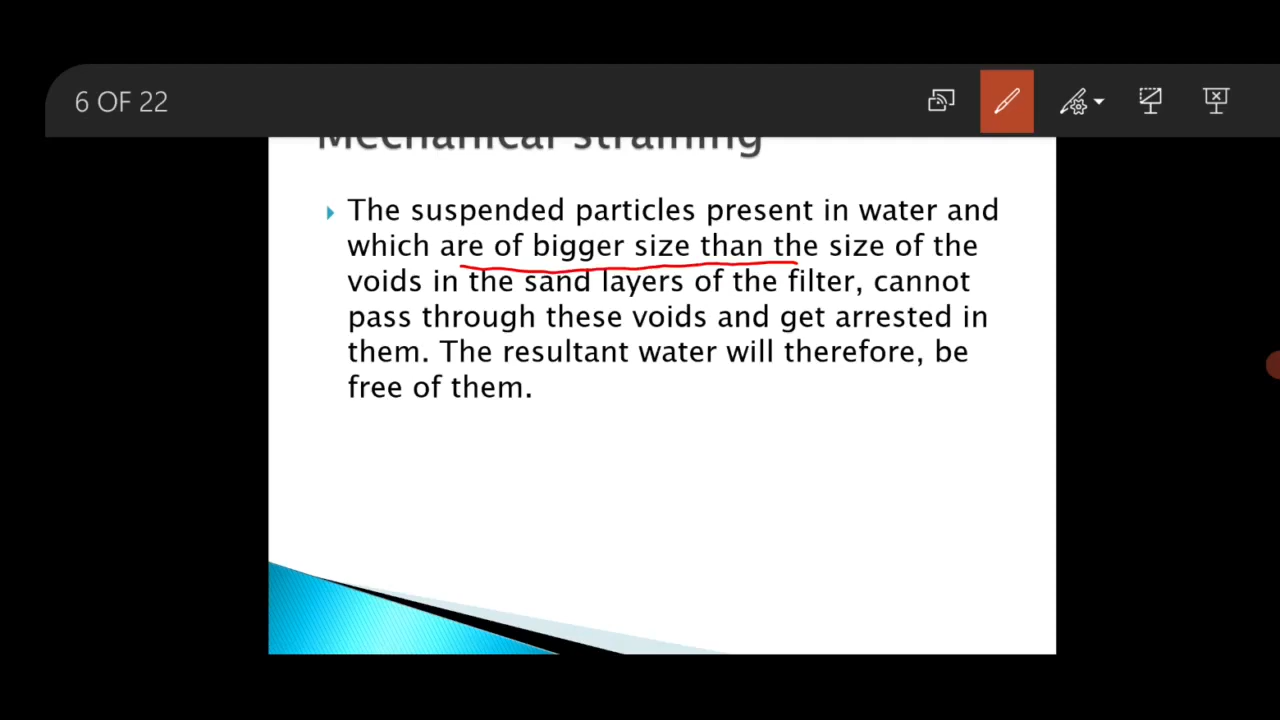 6 OF 22
Mechanical straining
The suspended particles present in water and
which are of bigger size than the size of the
voids in the sand layers of the filter, cannot
pass through these voids and get arrested in
them. The resultant water will therefore, be
free of them.